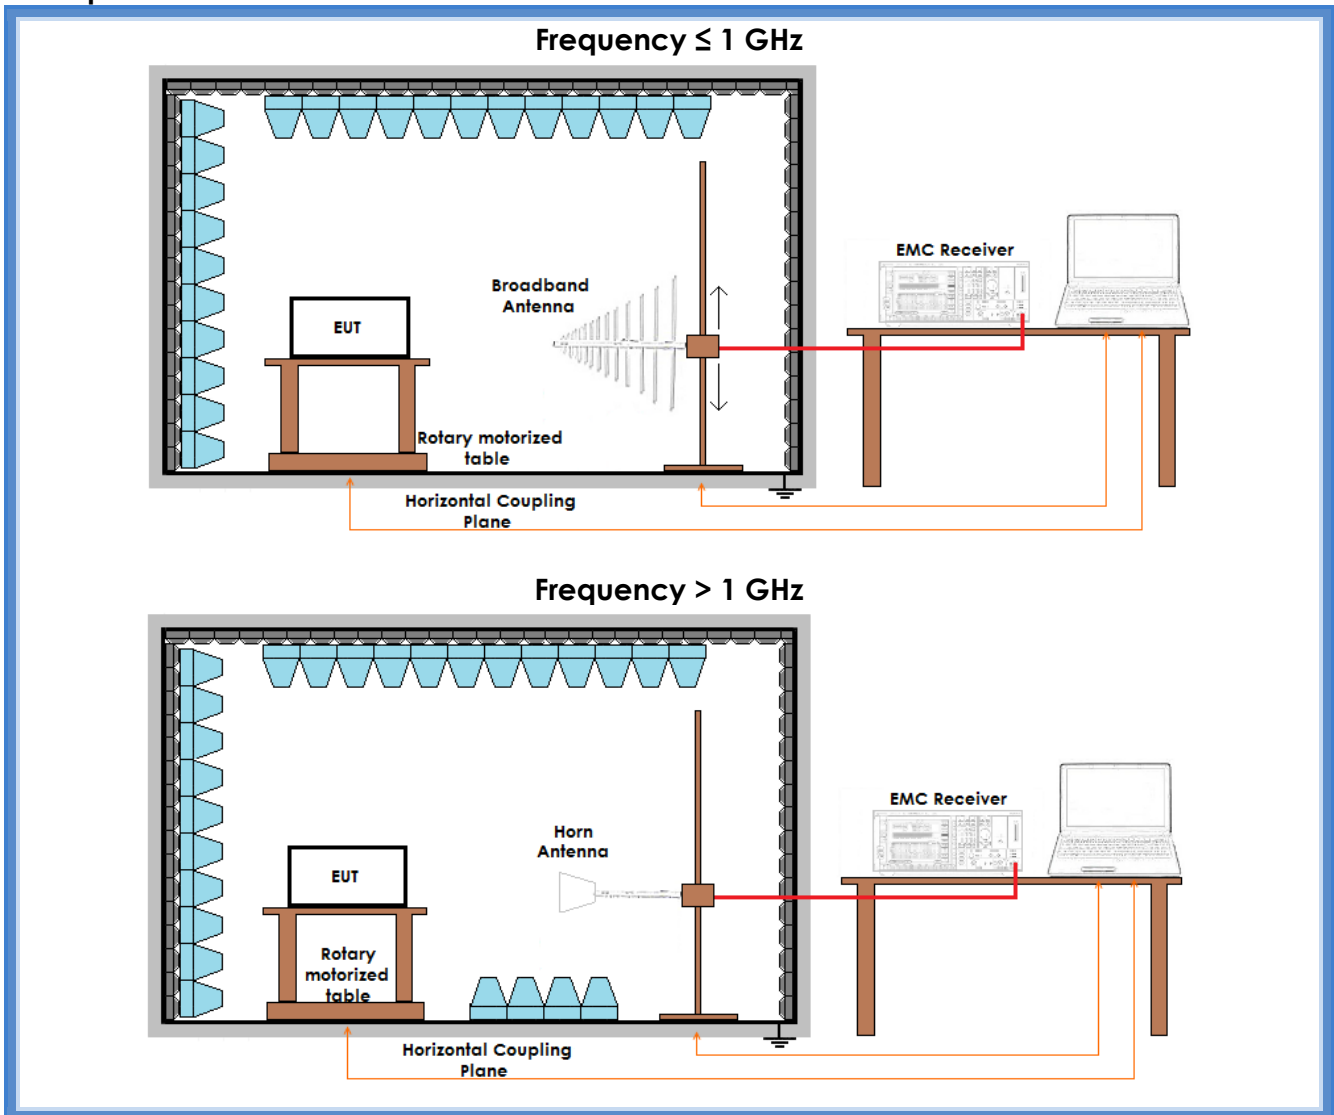 Frequency ≤ 1 GHz
EMC Receiver
Broadband
Antenna
EUT
Rotary motorized
table
Horizontal Coupling
Plane
Frequency > 1 GHz
EMC Receiver
Horn
Antenna
EUT
Rotary
motorized
table
Horizontal Coupling
Plane